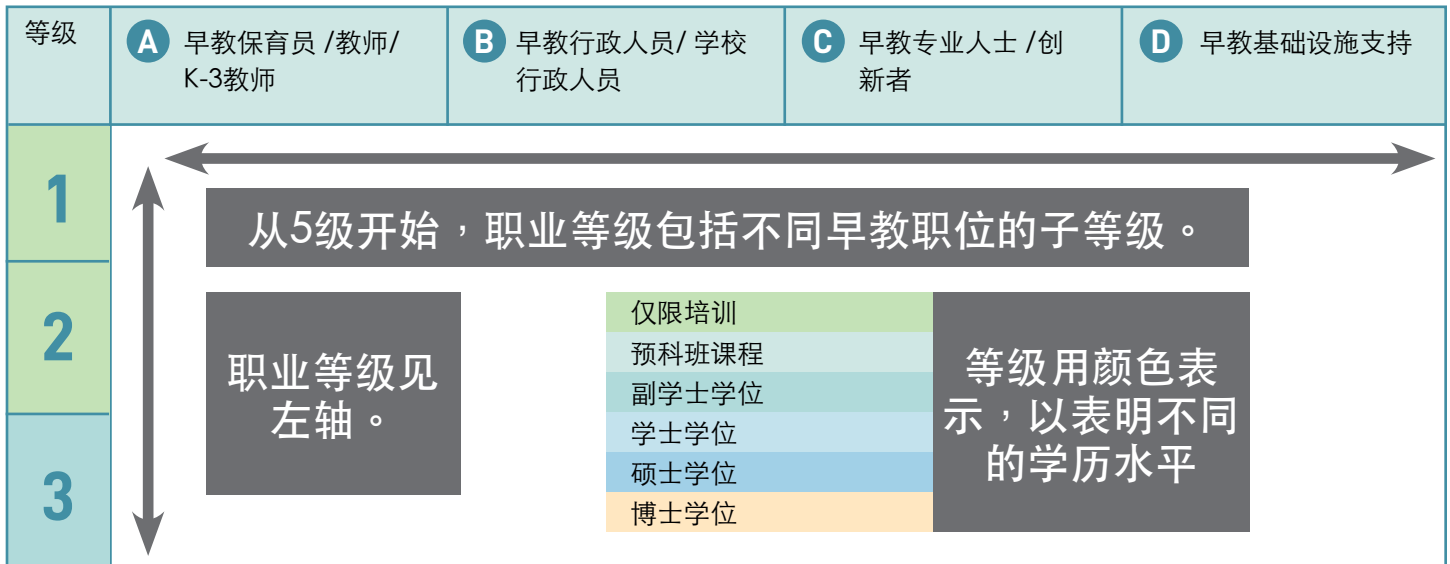 等级
A 早教保育员 /教师/
K-3教师
B 早教行政人员/ 学校
行政人员
C 早教专业人士 /创
新者
D 早教基础设施支持
1
从5级开始，职业等级包括不同早教职位的子等级。
2
职业等级见
左轴。
仅限培训
预科班课程
副学士学位
学士学位
硕士学位
博士学位
等级用颜色表
示，以表明不同
的学历水平
3